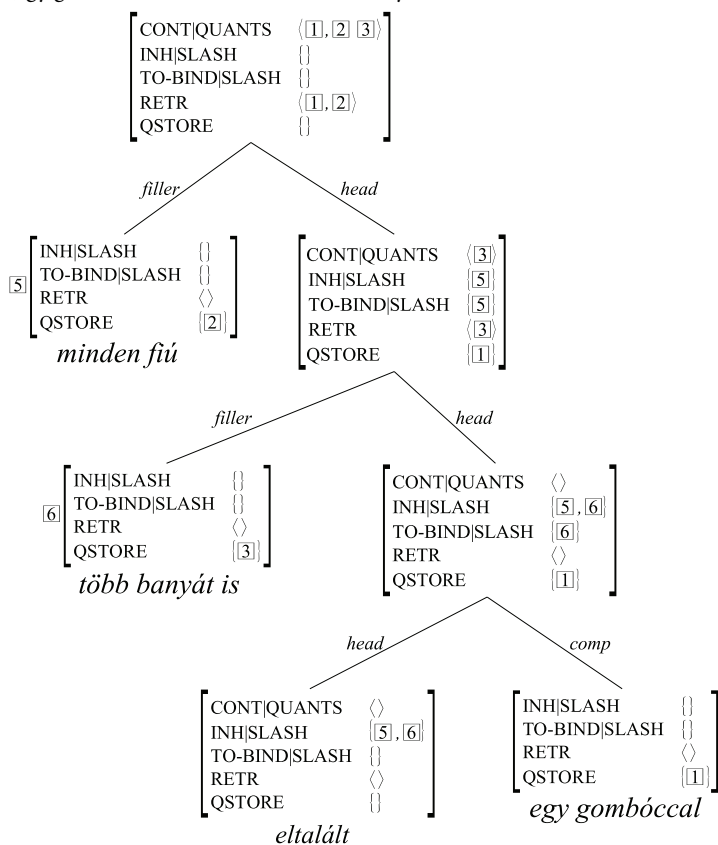 CONT|QUANTS ⟨[1], [2] [3]⟩
INH|SLASH {}
TO-BIND|SLASH {}
RETR ⟨[1], [2]⟩
QSTORE {}
filler head
[5] INH|SLASH {}
TO-BIND|SLASH {}
RETR ⟨⟩
QSTORE {[2]}
minden fiú
CONT|QUANTS ⟨[3]⟩
INH|SLASH {[5]}
TO-BIND|SLASH {[5]}
RETR ⟨[3]⟩
QSTORE {[1]}
filler head
[6] INH|SLASH {}
TO-BIND|SLASH {}
RETR ⟨⟩
QSTORE {[3]}
több banyát is
CONT|QUANTS ⟨⟩
INH|SLASH {[5], [6]}
TO-BIND|SLASH {[6]}
RETR ⟨⟩
QSTORE {[1]}
head comp
CONT|QUANTS ⟨⟩
INH|SLASH {[5], [6]}
TO-BIND|SLASH {}
RETR ⟨⟩
QSTORE {}
eltalált
INH|SLASH {}
TO-BIND|SLASH {}
RETR ⟨⟩
QSTORE {[1]}
egy gombóccal